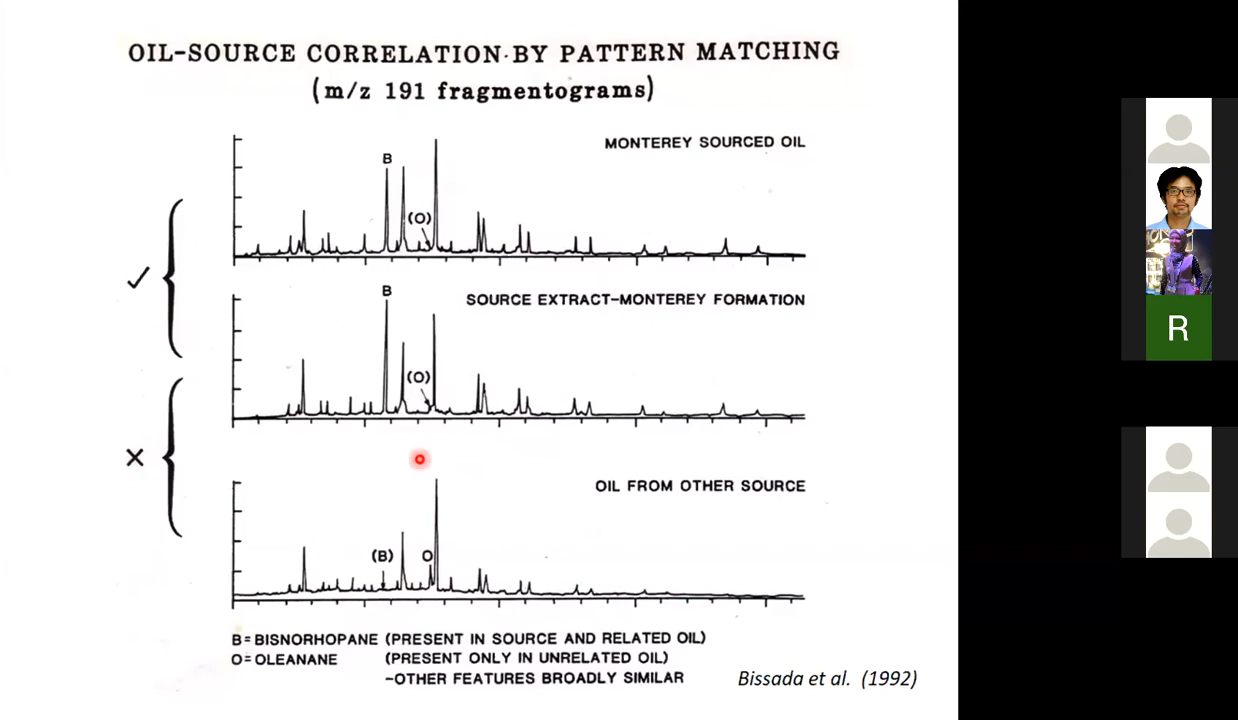 OIL-SOURCE CORRELATION BY PATTERN MATCHING
(m/z 191 fragmentograms)
MONTEREY SOURCED OIL
B
(O)
SOURCE EXTRACT-MONTEREY FORMATION
B
(O)
✓
×
OIL FROM OTHER SOURCE
(B)
O
B= BISNORHOPANE (PRESENT IN SOURCE AND RELATED OIL)
O= OLEANANE (PRESENT ONLY IN UNRELATED OIL)
-OTHER FEATURES BROADLY SIMILAR
Bissada et al. (1992)
R